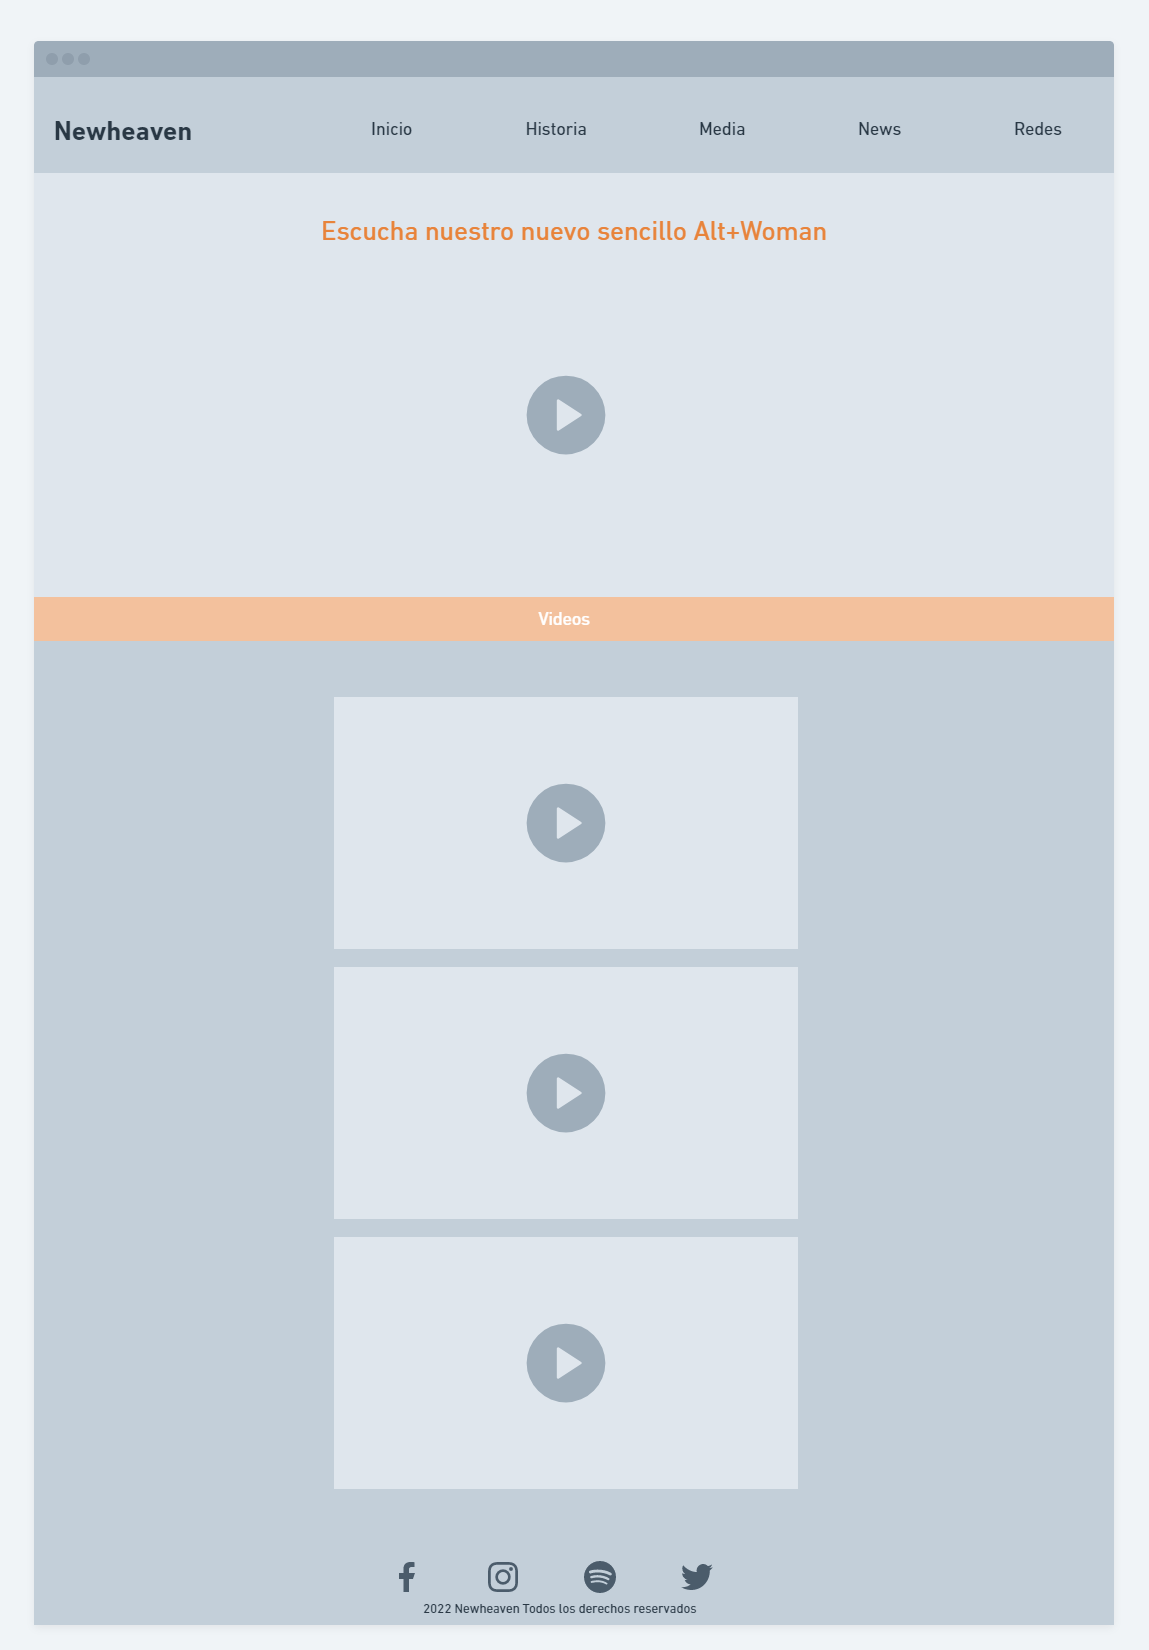 Newheaven
Inicio Historia Media News Redes
Escucha nuestro nuevo sencillo Alt+Woman
Videos
2022 Newheaven Todos los derechos reservados